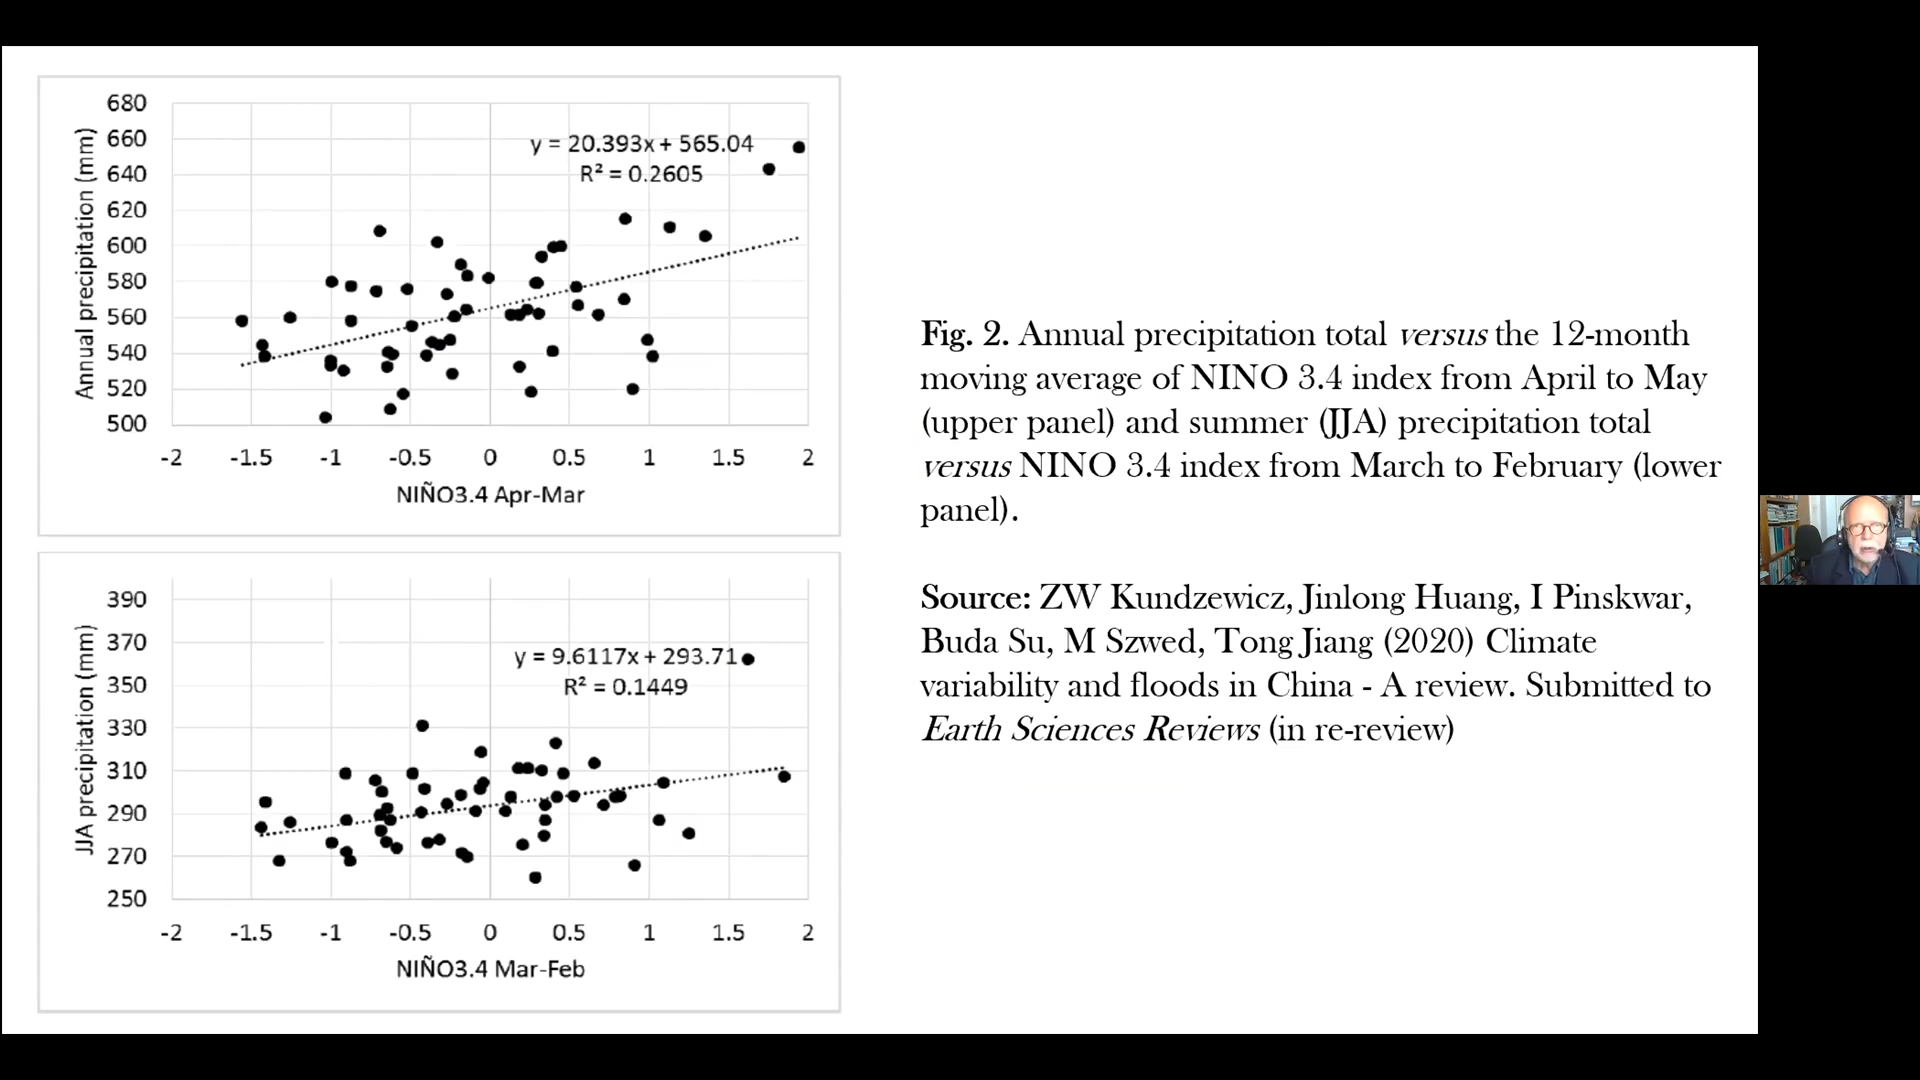 680
660
640
620
600
580
560
540
520
500
Annual precipitation (mm)
y = 20.393x + 565.04
R² = 0.2605
-2 -1.5 -1 -0.5 0 0.5 1 1.5 2
NIÑO3.4 Apr-Mar
390
370
350
330
310
290
270
250
JJA precipitation (mm)
y = 9.6117x + 293.71
R² = 0.1449
-2 -1.5 -1 -0.5 0 0.5 1 1.5 2
NIÑO3.4 Mar-Feb
Fig. 2. Annual precipitation total versus the 12-month
moving average of NINO 3.4 index from April to May
(upper panel) and summer (JJA) precipitation total
versus NINO 3.4 index from March to February (lower
panel).
Source: ZW Kundzewicz, Jinlong Huang, I Pinskwar,
Buda Su, M Szwed, Tong Jiang (2020) Climate
variability and floods in China - A review. Submitted to
Earth Sciences Reviews (in re-review)